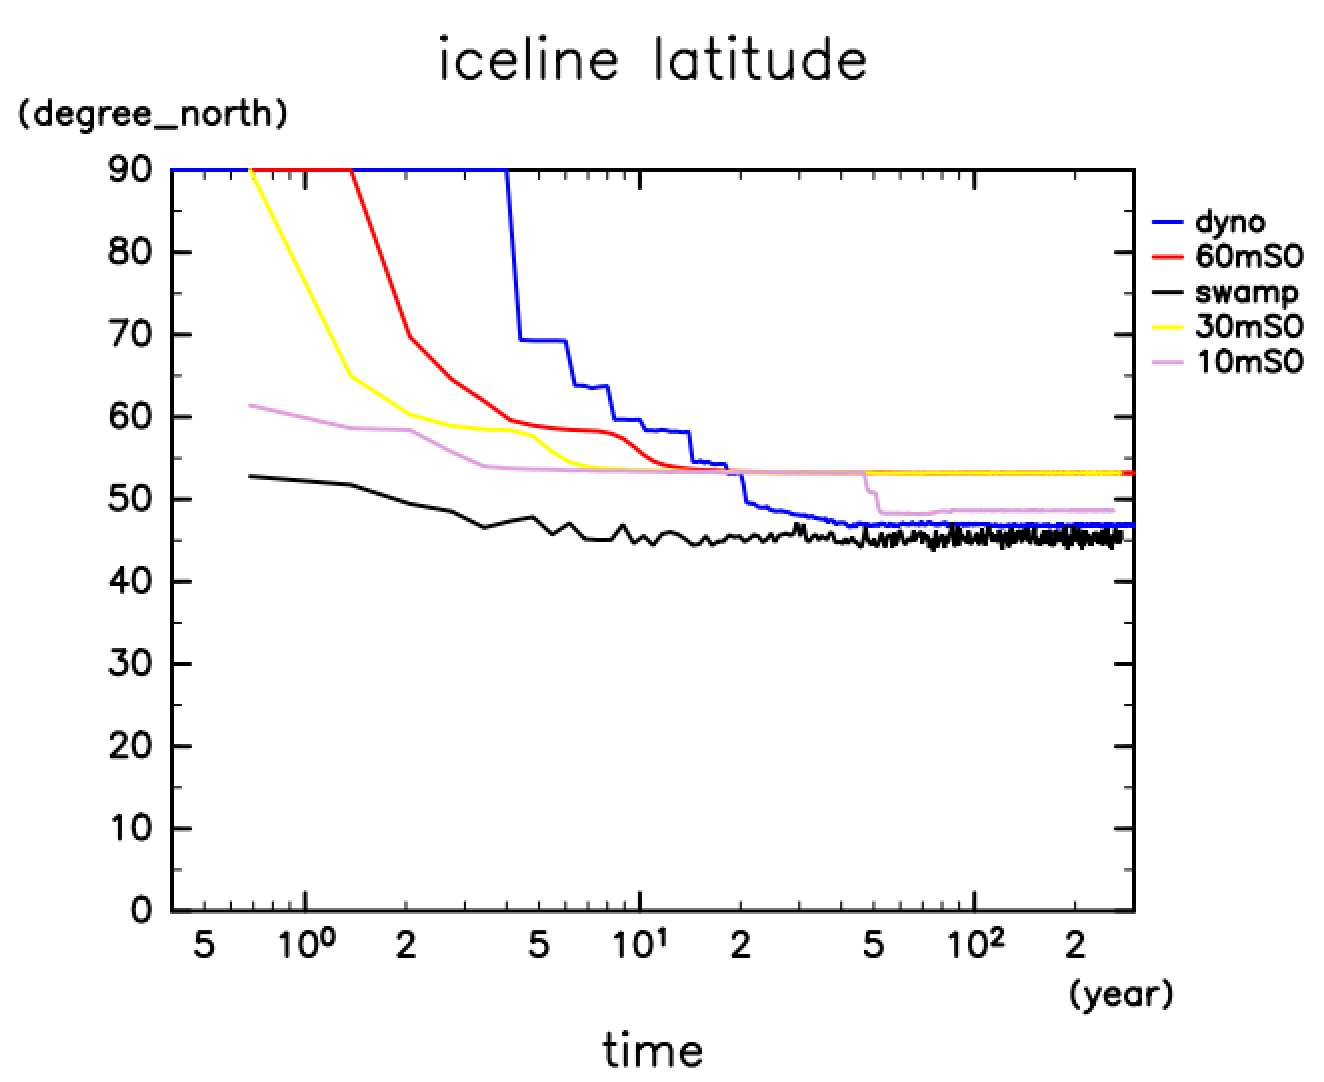 iceline latitude
(degree_north)
90
80
70
60
50
40
30
20
10
0
dyno
60mSO
swamp
30mSO
10mSO
5 10⁰ 2 5 10¹ 2 5 10² 2
(year)
time